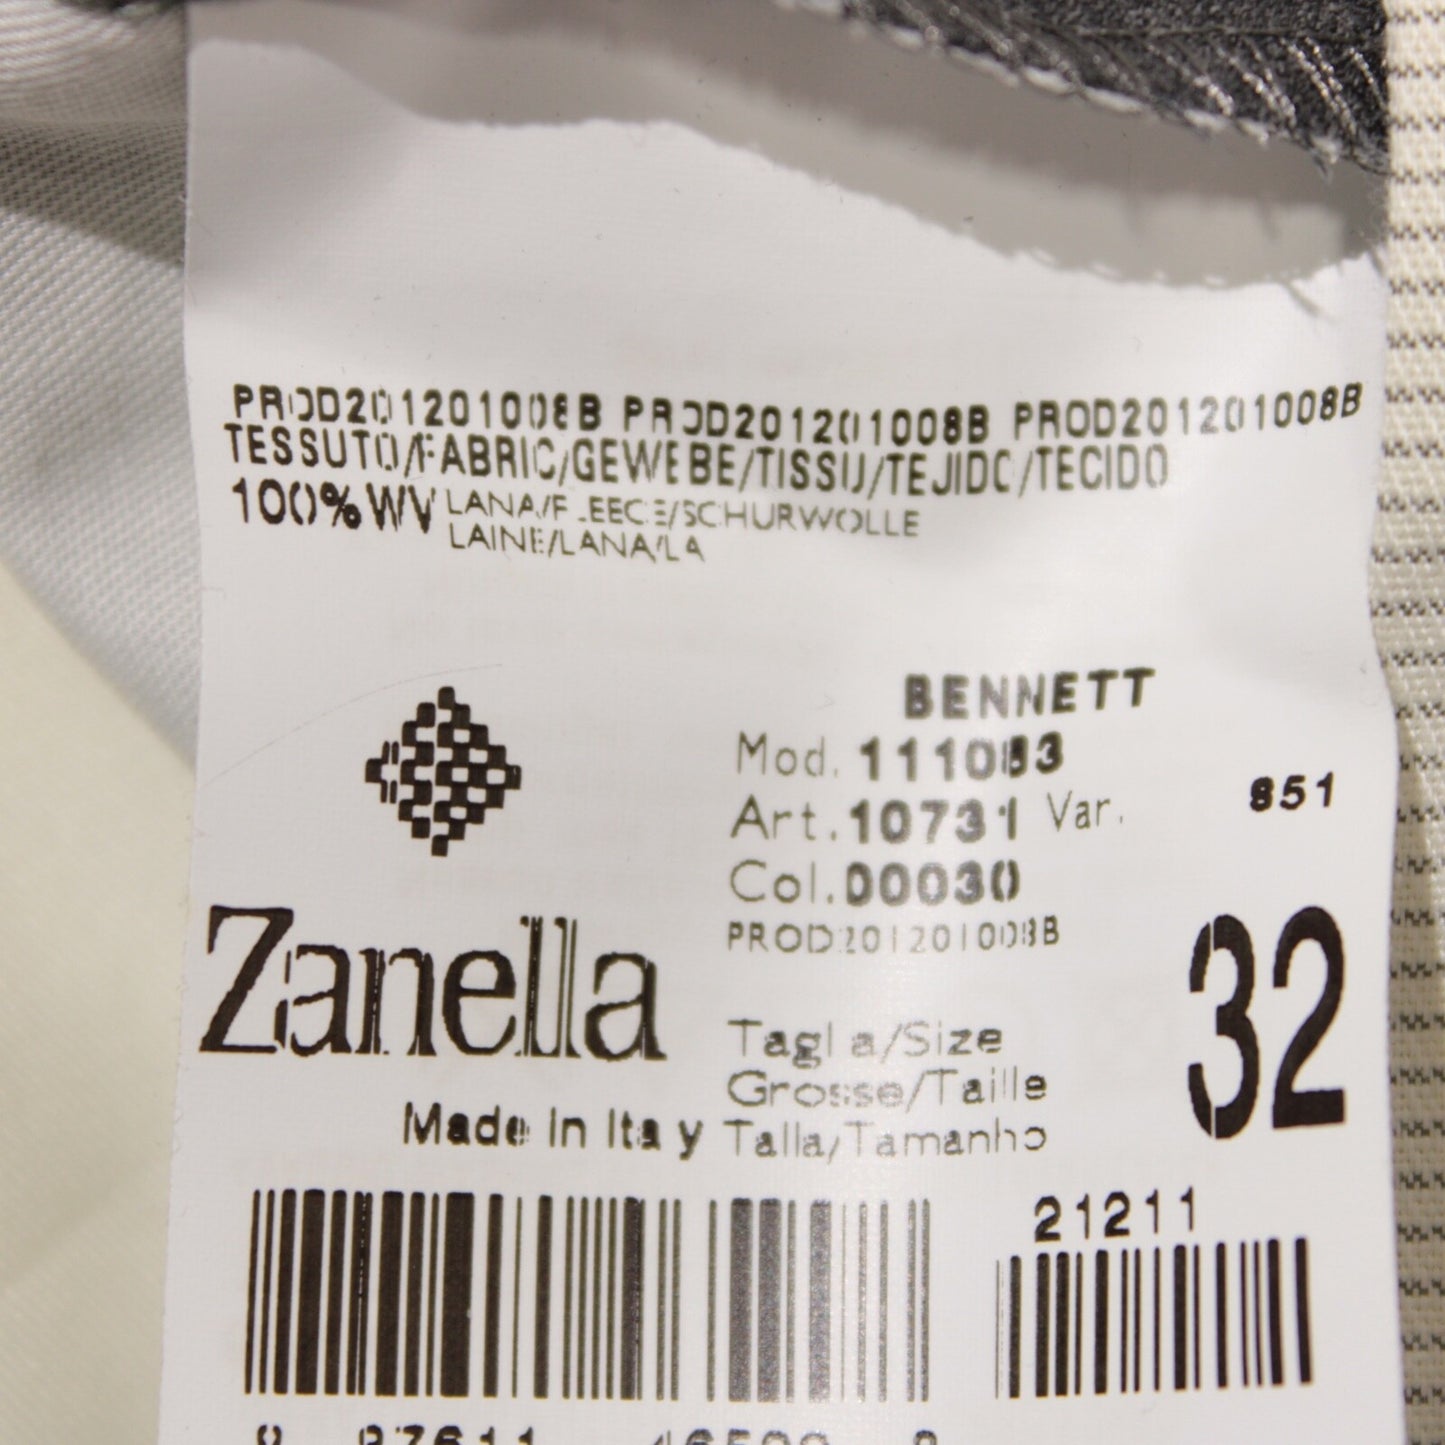 PROD201201008B PROD201201008B PROD201201008B
TESSUTO/FABRIC/GEWEBE/TISSU/TEJIDO/TECIDO
100% WV LANA/FLEECE/SCHURWOLLE
LAINE/LANA/LA
BENNETT
Mod. 111083
Art. 10731 Var. 851
Col. 00030
PROD201201008B
Zanella
32
Taglia/Size
Grosse/Taille
Made In Italy Talla/Tamanho
21211